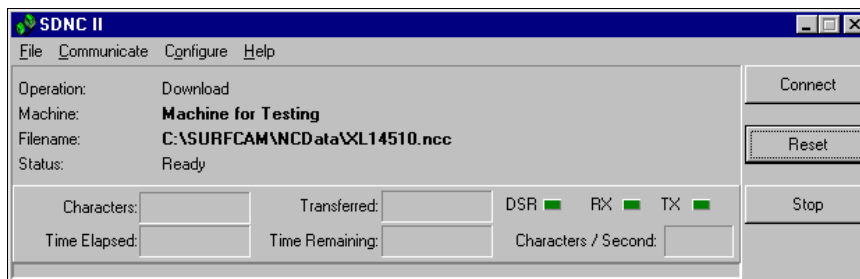 SDNC II
File Communicate Configure Help
Operation: Download
Machine: Machine for Testing
Filename: C:\SURFCAM\NCData\XL14510.ncc
Status: Ready
Connect
Reset
Stop
Characters: Transferred: DSR RX TX
Time Elapsed: Time Remaining: Characters / Second: